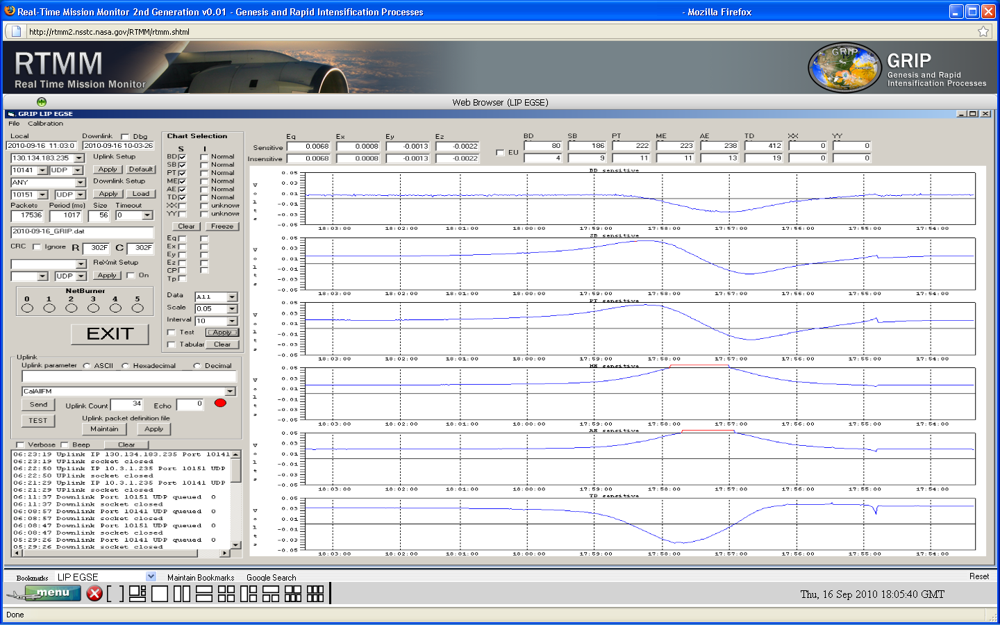 Real-Time Mission Monitor 2nd Generation v0.01 - Genesis and Rapid Intensification Processes - Mozilla Firefox
http://rtmm2.nsstc.nasa.gov/RTMM/rtmm.shtml
RTMM
Real Time Mission Monitor
GRIP
GRIP
Genesis and Rapid
Intensification Processes
Web Browser (LIP EGSE)
GRIP LIP EGSE
File Calibration
Local Downlink Dbg
2010-09-16 11:03:0 2010-09-16 10-03-26
130.134.183.235 Uplink Setup
10141 UDP Apply Default
ANY Downlink Setup
10151 UDP Apply Load
Packets Period (ms) Size Timeout
17536 1017 56 0
2010-09-16_GRIP.dat
CRC Ignore R 302F C 302F
ReXmit Setup
UDP Apply On
NetBurner
0 1 2 3 4 5
EXIT
Chart Selection
S I
BD Normal
SB Normal
PT Normal
ME Normal
AE Normal
TD Normal
XX unknowr
YY unknowr
Clear Freeze
Eq
Ex
Ey
Ez
CP
Tp
Data All
Scale 0.05
Interval 10
Test Apply
Tabular Clear
Uplink
Uplink parameter ASCII Hexadecimal Decimal
CalAllFM
Send Uplink Count 34 Echo 0
TEST Uplink packet definition file
Maintain Apply
Verbose Beep Clear
06:23:19 Uplink IP 130.134.183.235 Port 10141
06:23:19 UPlink socket closed
06:22:50 Uplink IP 10.3.1.235 Port 10151 UDP
06:22:50 UPlink socket closed
06:21:29 Uplink IP 10.3.1.235 Port 10141 UDP
06:21:29 UPlink socket closed
06:11:37 Downlink Port 10151 UDP queued 0
06:11:37 Downlink socket closed
06:08:57 Downlink Port 10141 UDP queued 0
06:08:57 Downlink socket closed
06:08:47 Downlink Port 10151 UDP queued 0
06:08:47 Downlink socket closed
05:29:26 Downlink Port 10141 UDP queued 0
05:29:26 Downlink socket closed
Eq Ex Ey Ez
Sensitive 0.0068 0.0008 -0.0013 -0.0022
Insensitive 0.0068 0.0008 -0.0013 -0.0022
EU
BD SB PT ME AE TD XX YY
80 186 222 223 238 412 0 0
4 9 11 11 13 19 0 0
BD sensitive
Volts
0.05
0.03
0.01
-0.01
-0.03
-0.05
18:03:00 18:02:00 18:01:00 18:00:00 17:59:00 17:58:00 17:57:00 17:56:00 17:55:00 17:54:00
SB sensitive
Volts
0.05
0.03
0.01
-0.01
-0.03
-0.05
18:03:00 18:02:00 18:01:00 18:00:00 17:59:00 17:58:00 17:57:00 17:56:00 17:55:00 17:54:00
PT sensitive
Volts
0.05
0.03
0.01
-0.01
-0.03
-0.05
18:03:00 18:02:00 18:01:00 18:00:00 17:59:00 17:58:00 17:57:00 17:56:00 17:55:00 17:54:00
ME sensitive
Volts
0.05
0.03
0.01
-0.01
-0.03
-0.05
18:03:00 18:02:00 18:01:00 18:00:00 17:59:00 17:58:00 17:57:00 17:56:00 17:55:00 17:54:00
AE sensitive
Volts
0.05
0.03
0.01
-0.01
-0.03
-0.05
18:03:00 18:02:00 18:01:00 18:00:00 17:59:00 17:58:00 17:57:00 17:56:00 17:55:00 17:54:00
TD sensitive
Volts
0.05
0.03
0.01
-0.01
-0.03
-0.05
18:03:00 18:02:00 18:01:00 18:00:00 17:59:00 17:58:00 17:57:00 17:56:00 17:55:00 17:54:00
Bookmarks LIP EGSE Maintain Bookmarks Google Search Reset
menu
Thu, 16 Sep 2010 18:05:40 GMT
Done